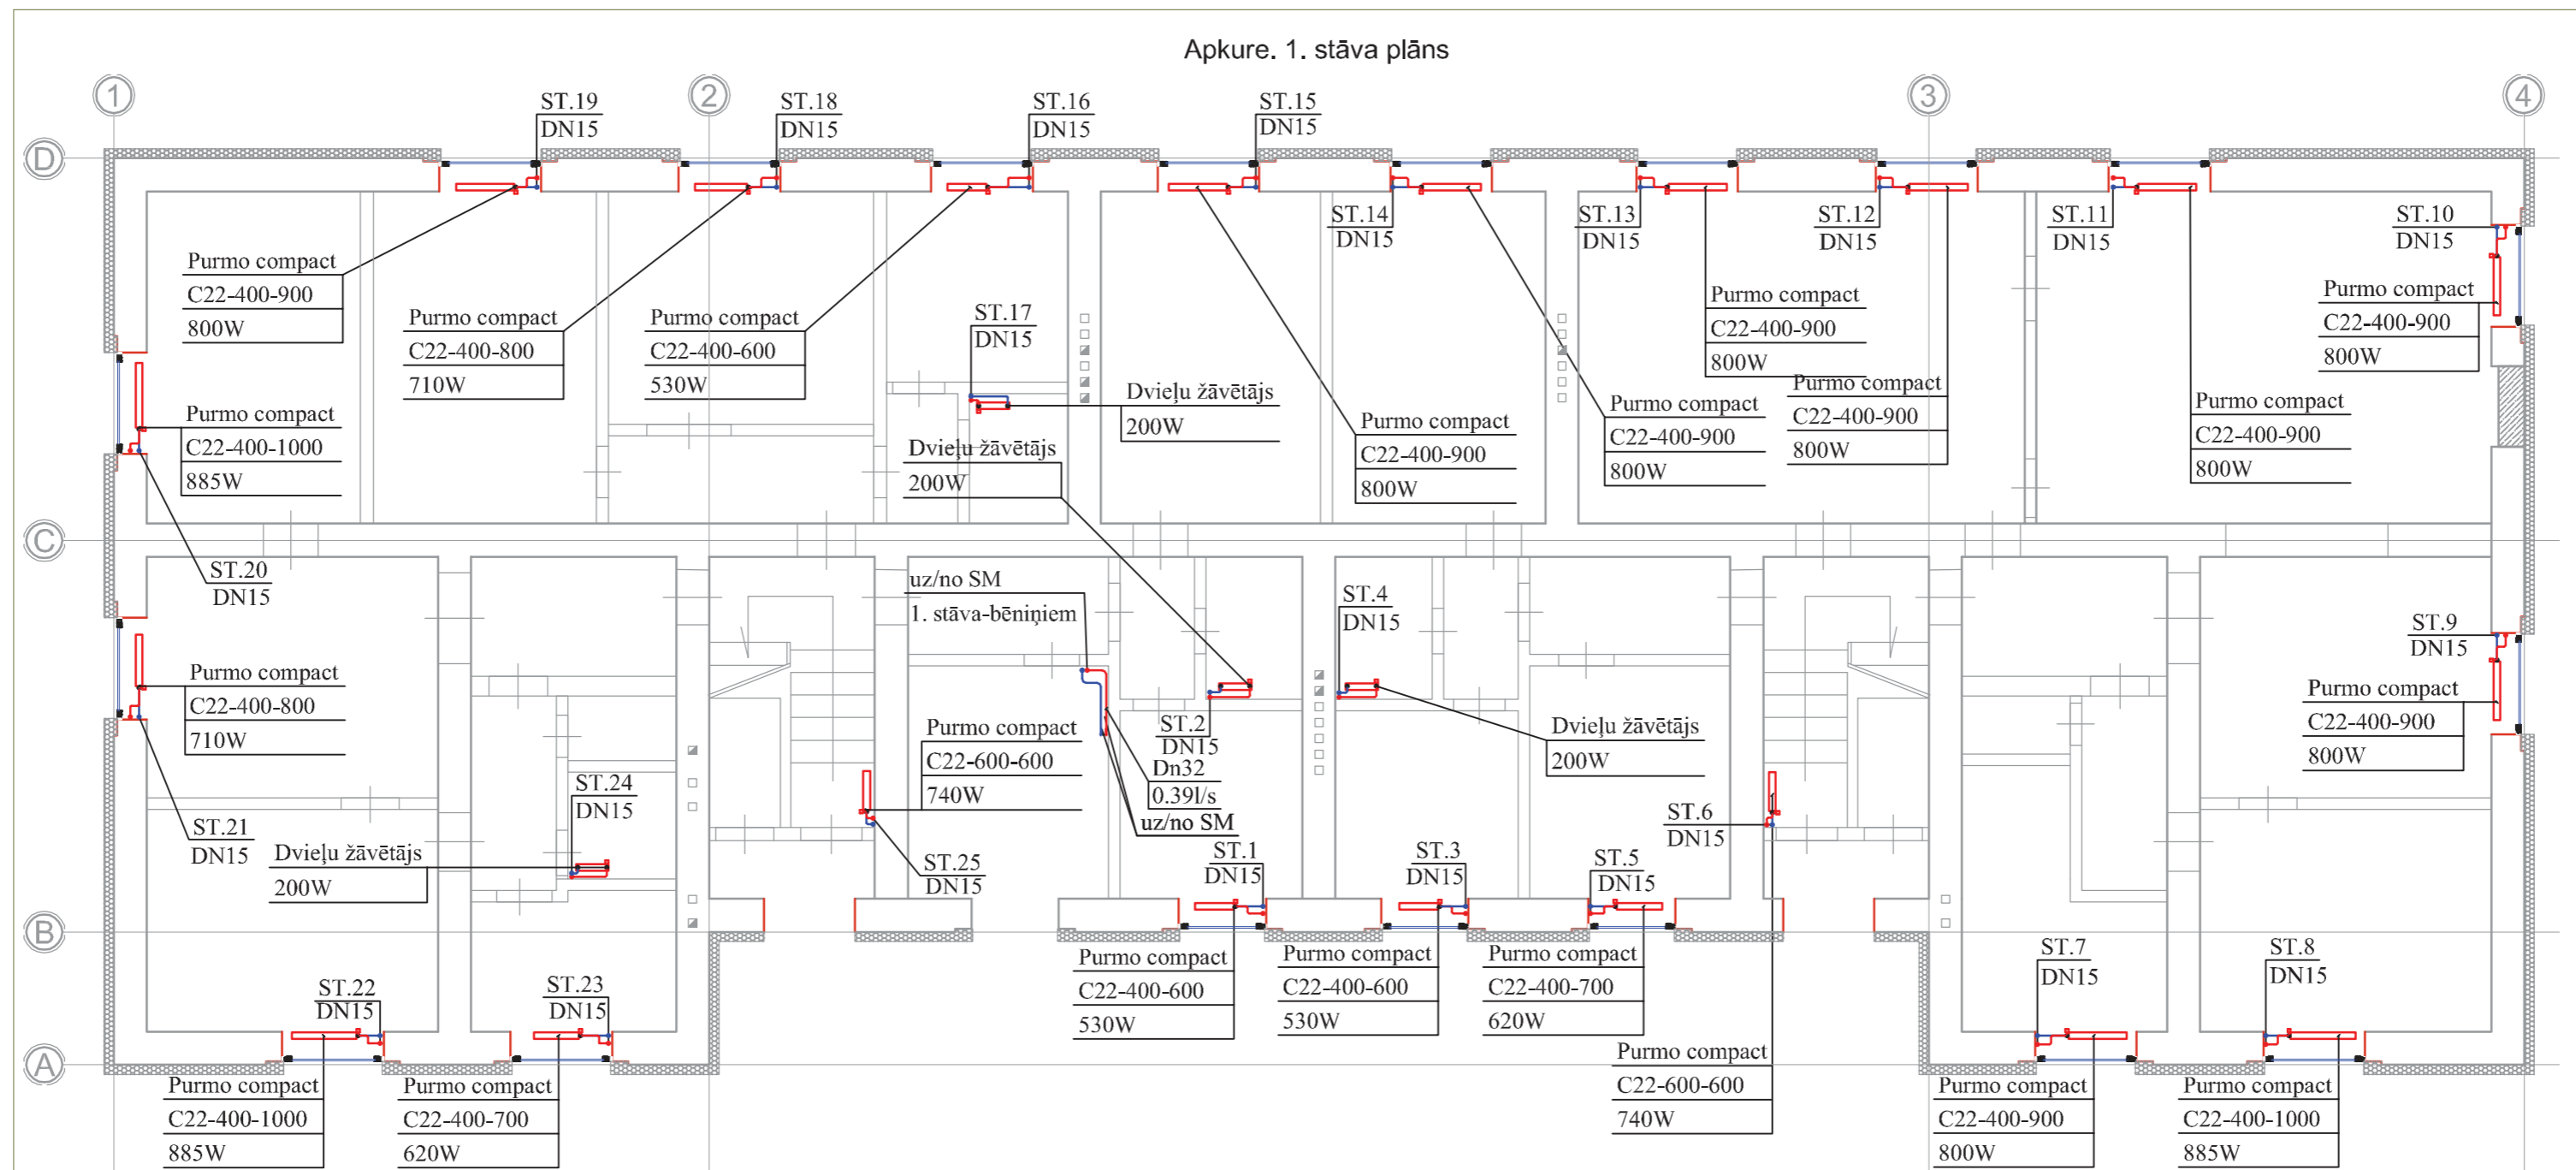 Apkure. 1. stāva plāns
1
2
3
4
D
C
B
A
ST.19
DN15
ST.18
DN15
ST.16
DN15
ST.15
DN15
ST.14
DN15
ST.13
DN15
ST.12
DN15
ST.11
DN15
ST.10
DN15
Purmo compact
C22-400-900
800W
Purmo compact
C22-400-800
710W
Purmo compact
C22-400-600
530W
ST.17
DN15
Dvieļu žāvētājs
200W
Dvieļu žāvētājs
200W
Purmo compact
C22-400-900
800W
Purmo compact
C22-400-900
800W
Purmo compact
C22-400-900
800W
Purmo compact
C22-400-900
800W
Purmo compact
C22-400-900
800W
Purmo compact
C22-400-900
800W
Purmo compact
C22-400-1000
885W
ST.20
DN15
uz/no SM
1. stāva-bēniņiem
ST.4
DN15
ST.9
DN15
Purmo compact
C22-400-800
710W
Purmo compact
C22-600-600
740W
ST.2
DN15
Dn32
0.39l/s
uz/no SM
Dvieļu žāvētājs
200W
Purmo compact
C22-400-900
800W
ST.21
DN15
ST.24
DN15
Dvieļu žāvētājs
200W
ST.25
DN15
ST.1
DN15
ST.3
DN15
ST.5
DN15
ST.6
DN15
ST.22
DN15
ST.23
DN15
Purmo compact
C22-400-600
530W
Purmo compact
C22-400-600
530W
Purmo compact
C22-400-700
620W
ST.7
DN15
ST.8
DN15
Purmo compact
C22-400-1000
885W
Purmo compact
C22-400-700
620W
Purmo compact
C22-600-600
740W
Purmo compact
C22-400-900
800W
Purmo compact
C22-400-1000
885W